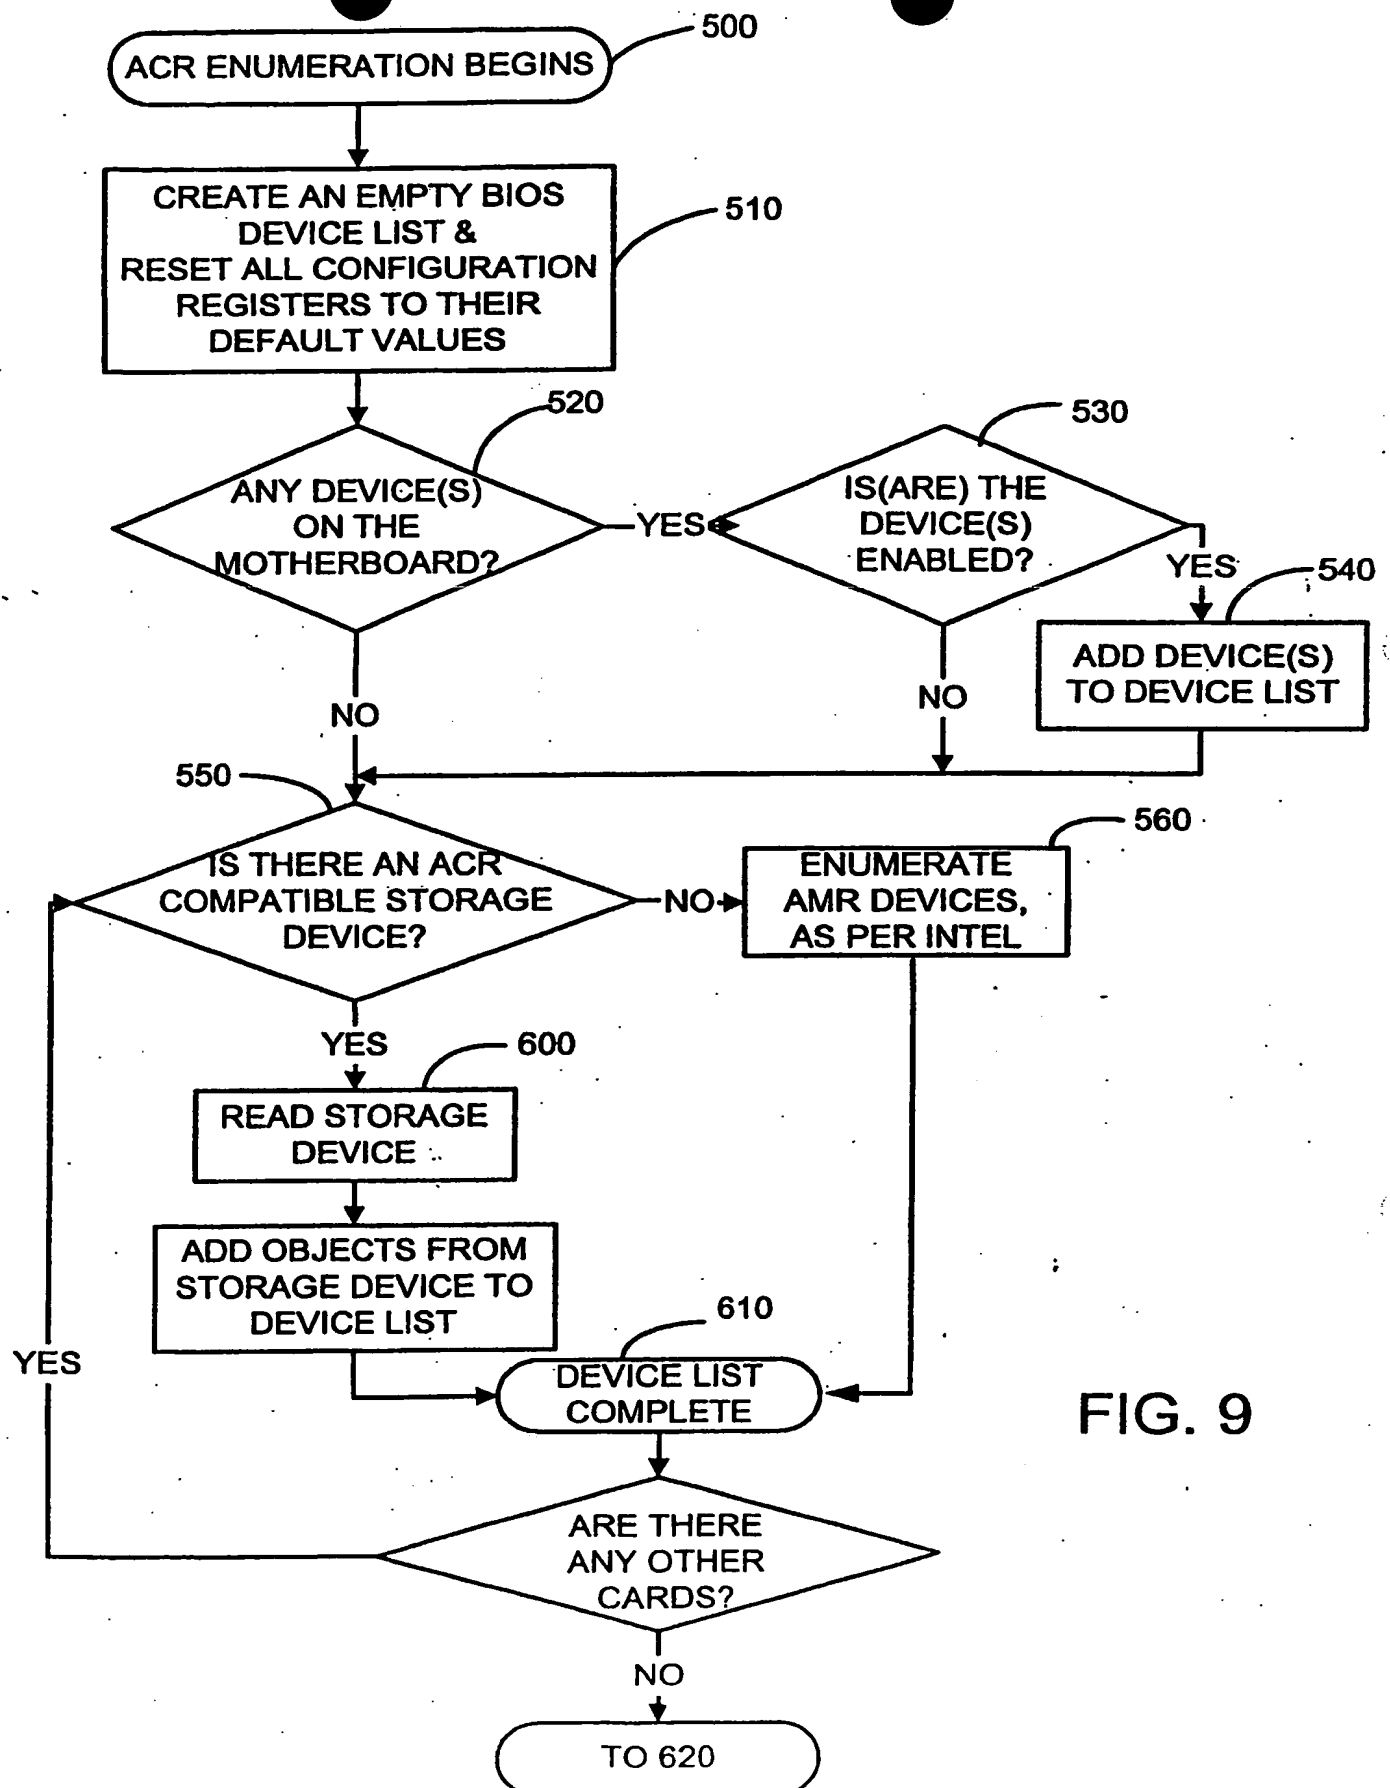 500
ACR ENUMERATION BEGINS
CREATE AN EMPTY BIOS
DEVICE LIST &
RESET ALL CONFIGURATION
REGISTERS TO THEIR
DEFAULT VALUES
510
520
ANY DEVICE(S)
ON THE
MOTHERBOARD?
YES
530
IS(ARE) THE
DEVICE(S)
ENABLED?
YES
540
ADD DEVICE(S)
TO DEVICE LIST
NO
NO
550
IS THERE AN ACR
COMPATIBLE STORAGE
DEVICE?
NO
560
ENUMERATE
AMR DEVICES,
AS PER INTEL
YES
600
READ STORAGE
DEVICE
ADD OBJECTS FROM
STORAGE DEVICE TO
DEVICE LIST
610
DEVICE LIST
COMPLETE
YES
FIG. 9
ARE THERE
ANY OTHER
CARDS?
NO
TO 620